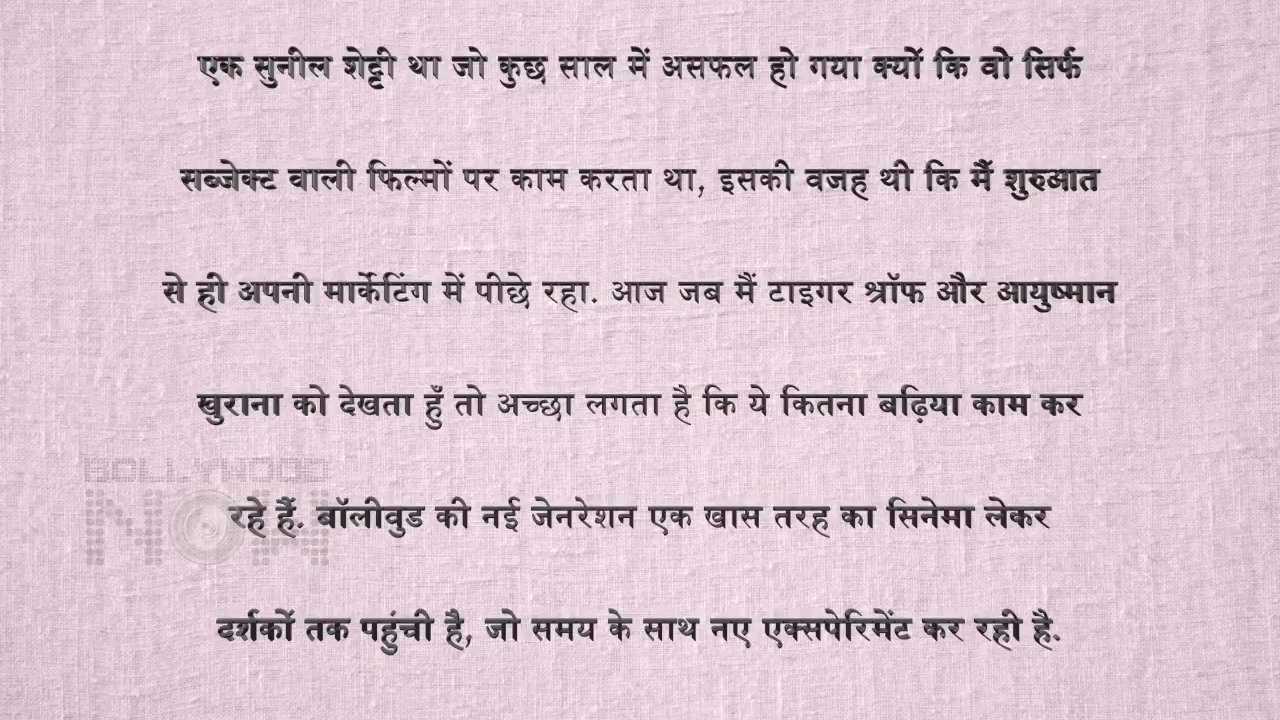 एक सुनील शेट्टी था जो कुछ साल में असफल हो गया क्यों कि वो सिर्फ
सब्जेक्ट वाली फिल्मों पर काम करता था, इसकी वजह थी कि मैं शुरुआत
से ही अपनी मार्केटिंग में पीछे रहा. आज जब मैं टाइगर श्रॉफ और आयुष्मान
खुराना को देखता हुँ तो अच्छा लगता है कि ये कितना बढ़िया काम कर
रहे हैं. बॉलीवुड की नई जेनरेशन एक खास तरह का सिनेमा लेकर
दर्शकों तक पहुंची है, जो समय के साथ नए एक्सपेरिमेंट कर रही है.
BOLLYWOOD
NOW